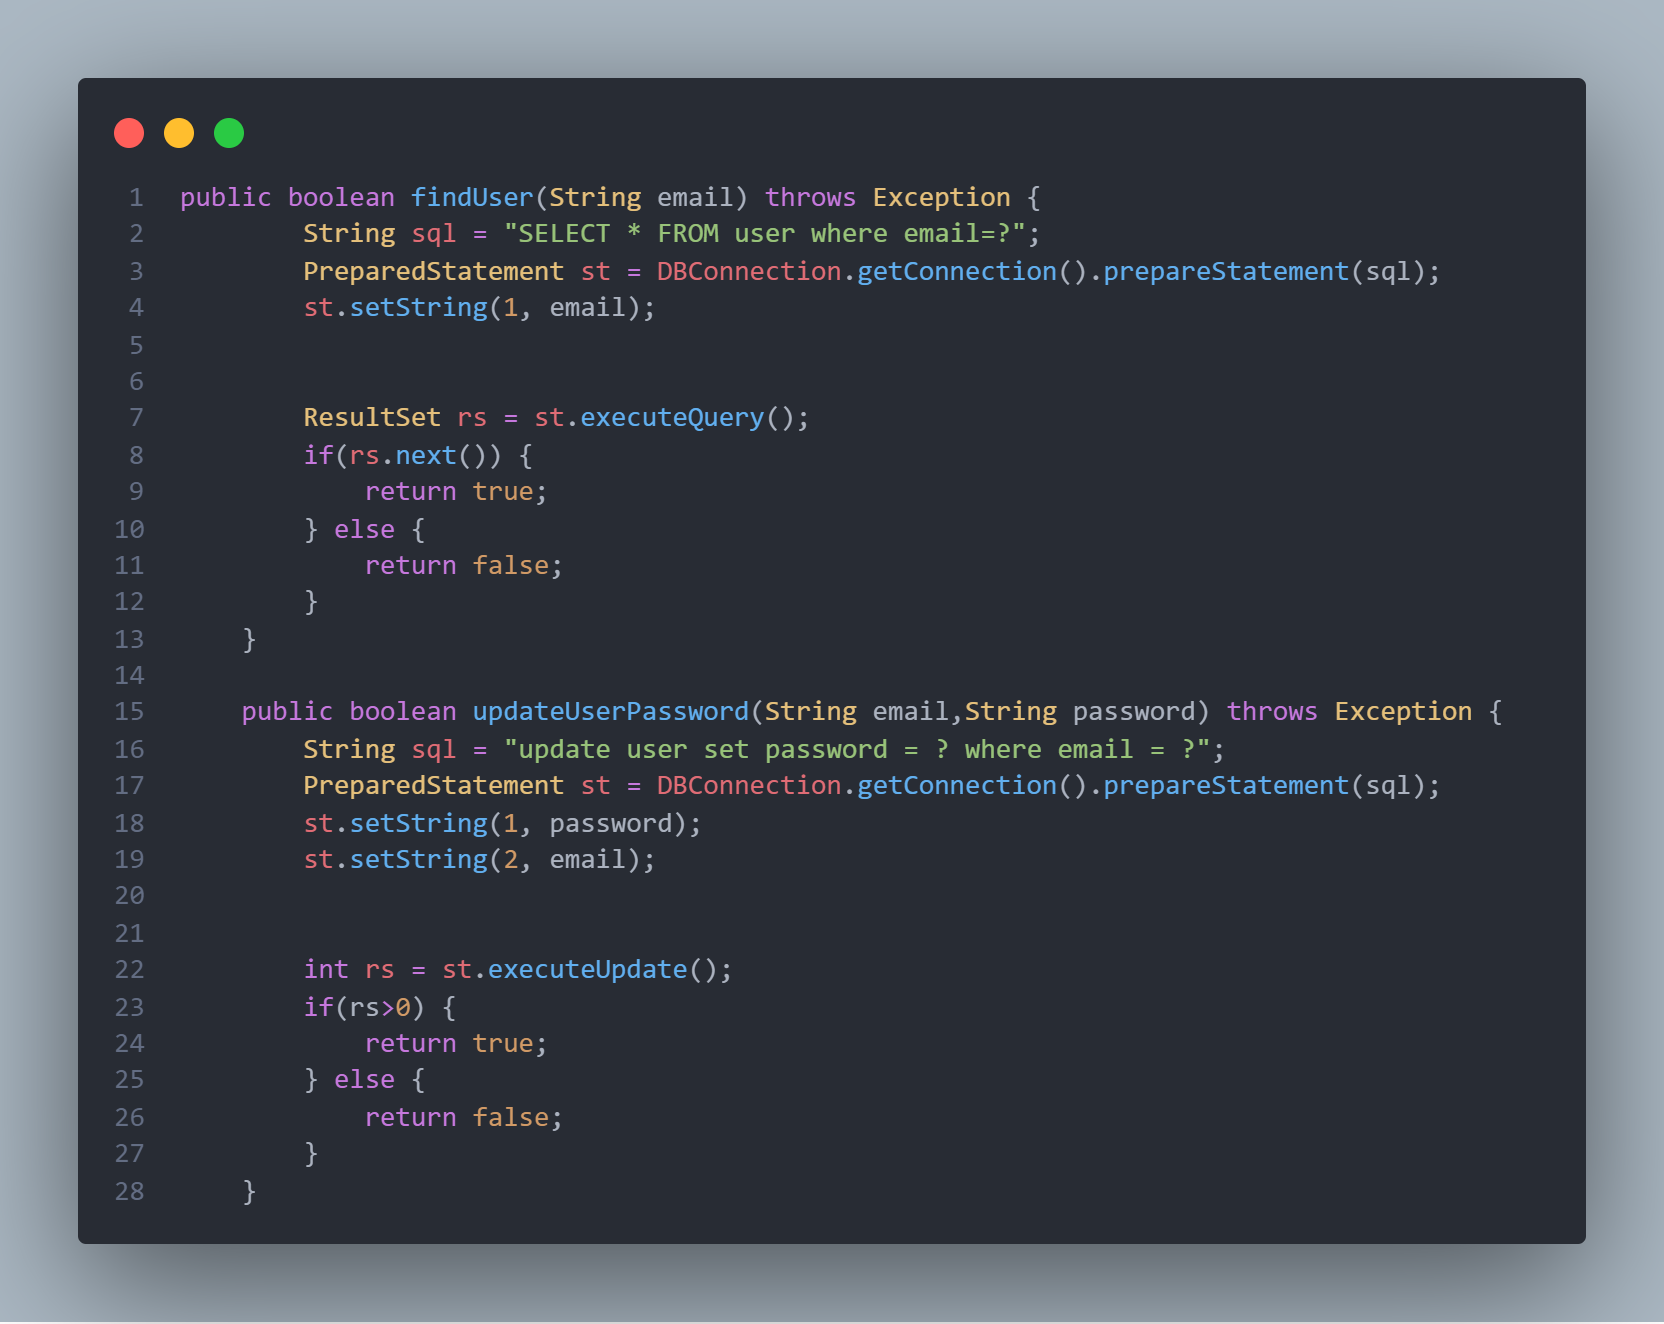 1 public boolean findUser(String email) throws Exception {
2         String sql = "SELECT * FROM user where email=?";
3         PreparedStatement st = DBConnection.getConnection().prepareStatement(sql);
4         st.setString(1, email);
5
6
7         ResultSet rs = st.executeQuery();
8         if(rs.next()) {
9             return true;
10         } else {
11             return false;
12         }
13     }
14
15     public boolean updateUserPassword(String email,String password) throws Exception {
16         String sql = "update user set password = ? where email = ?";
17         PreparedStatement st = DBConnection.getConnection().prepareStatement(sql);
18         st.setString(1, password);
19         st.setString(2, email);
20
21
22         int rs = st.executeUpdate();
23         if(rs>0) {
24             return true;
25         } else {
26             return false;
27         }
28     }